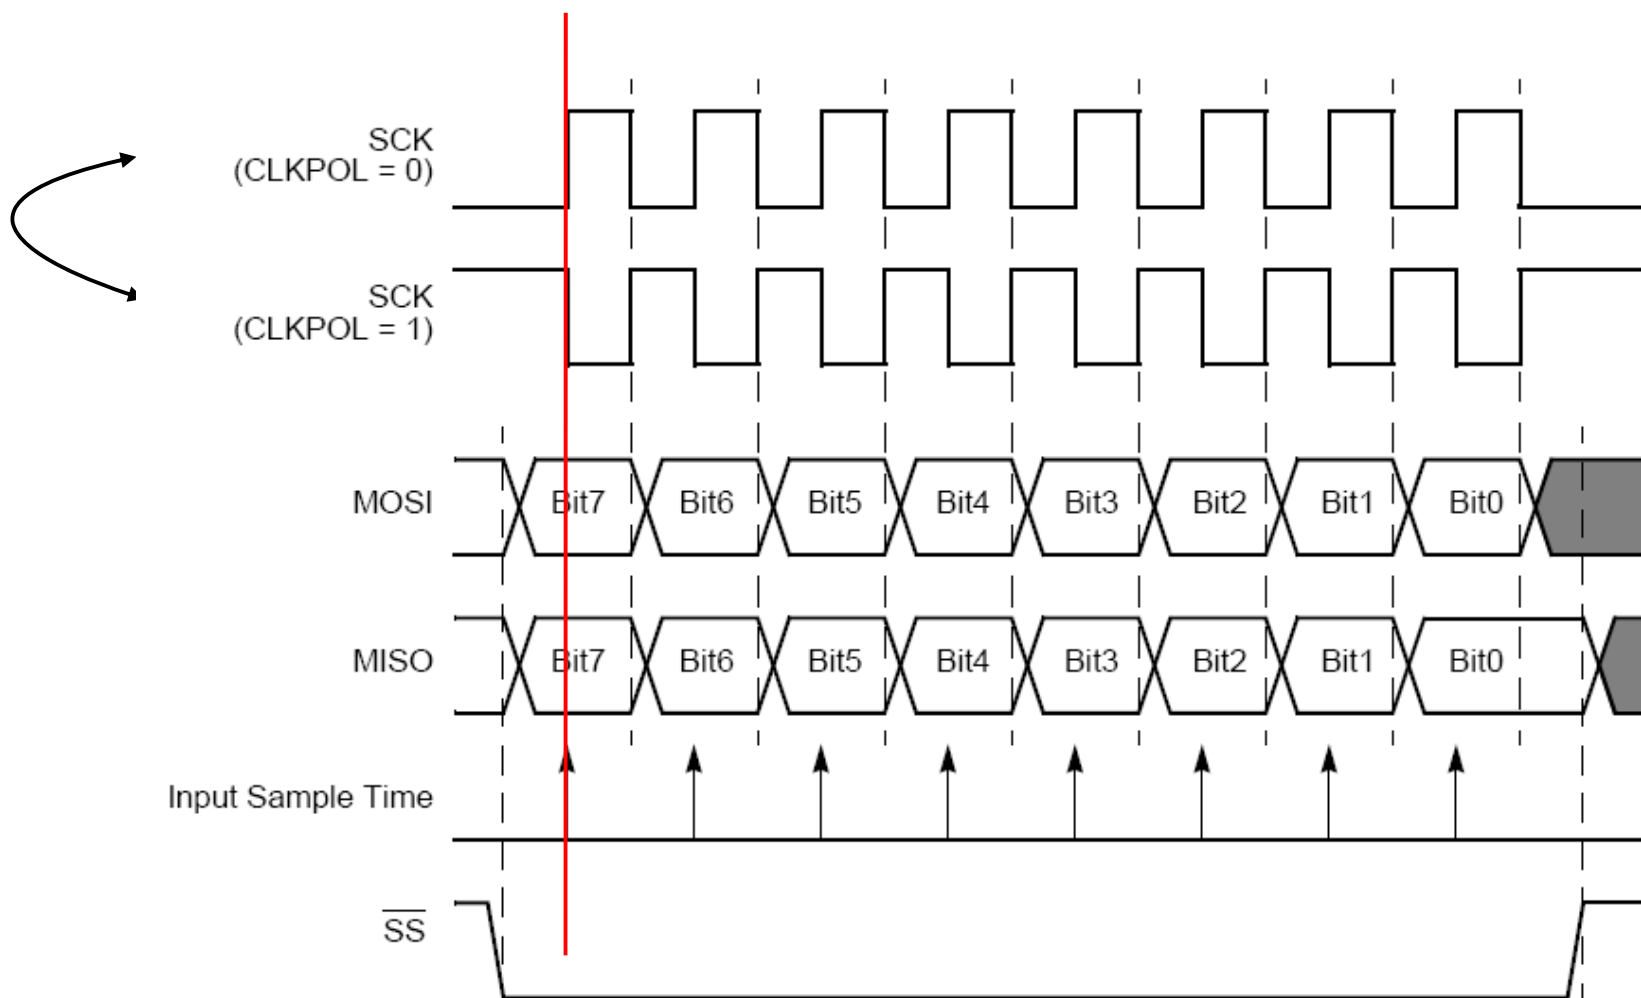 SCK
(CLKPOL = 0)
SCK
(CLKPOL = 1)
MOSI
Bit7 Bit6 Bit5 Bit4 Bit3 Bit2 Bit1 Bit0
MISO
Bit7 Bit6 Bit5 Bit4 Bit3 Bit2 Bit1 Bit0
Input Sample Time
SS